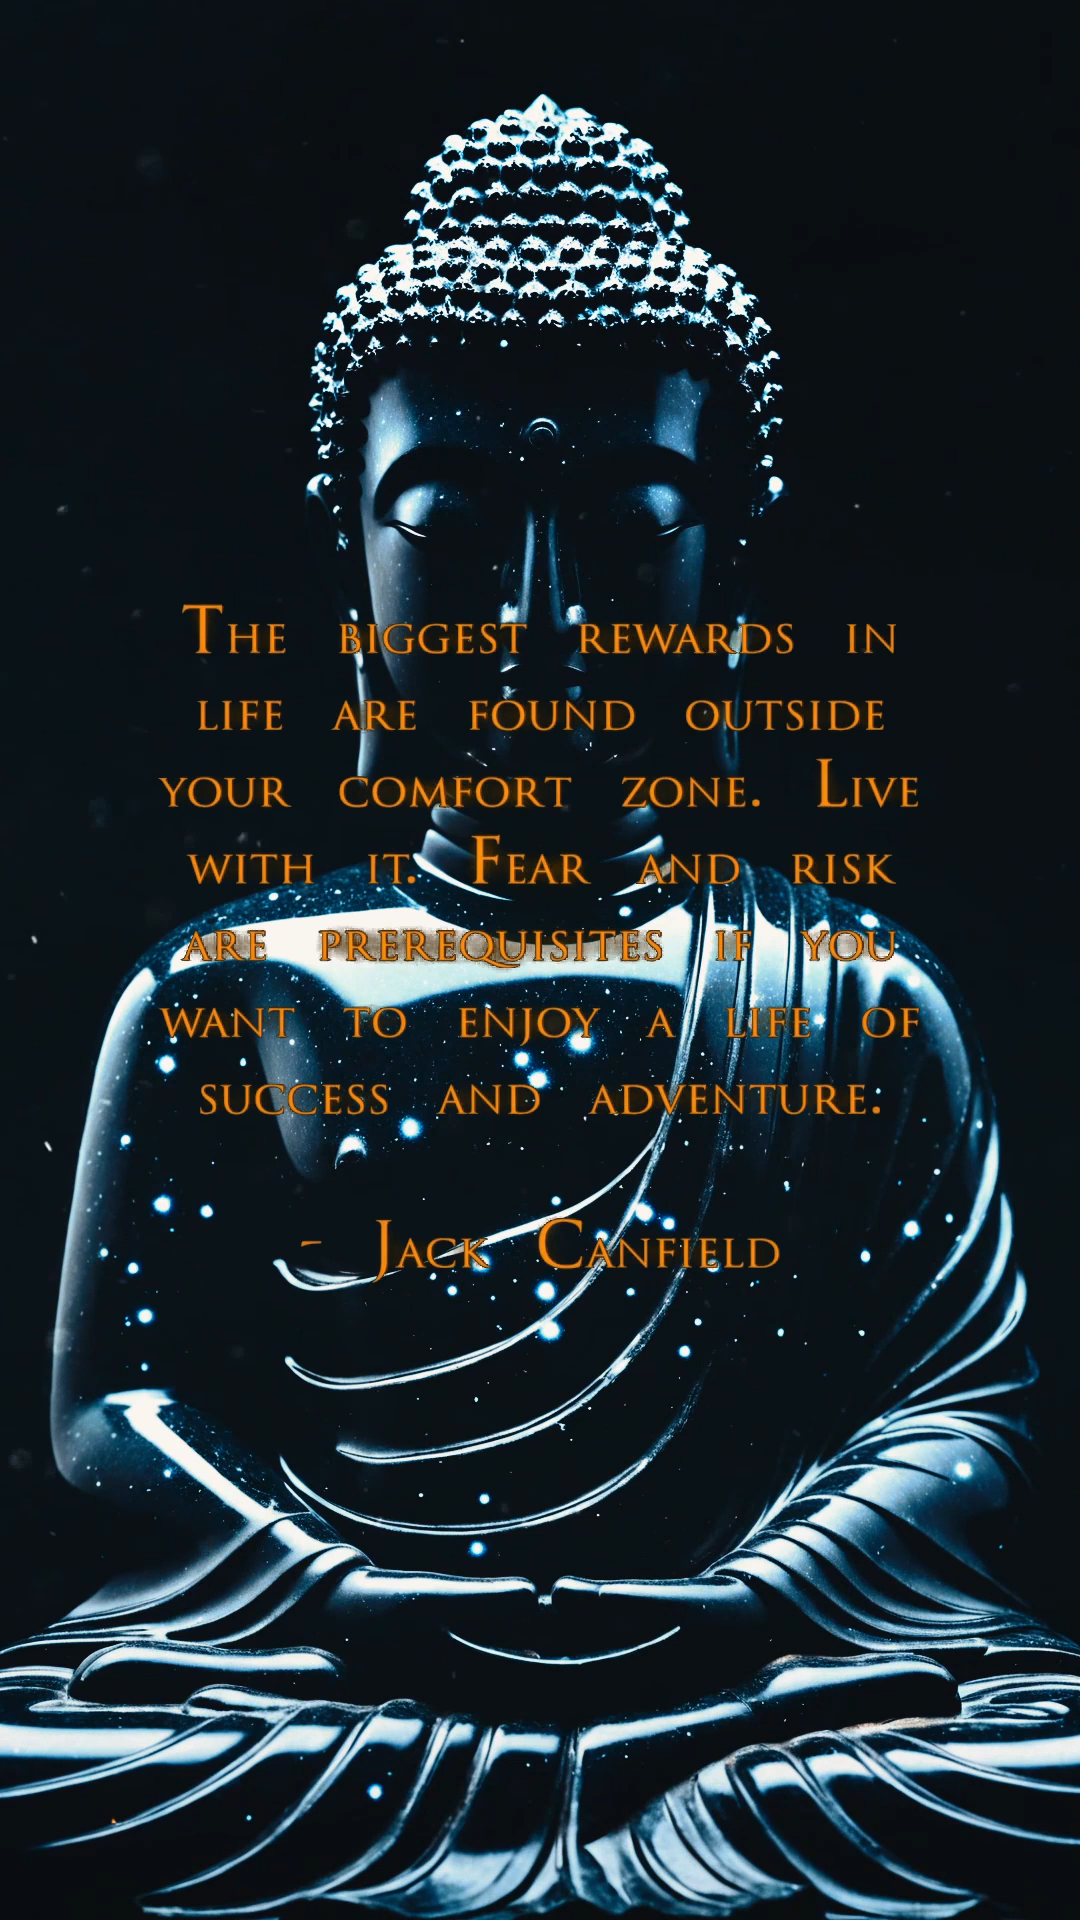 The biggest rewards in
life are found outside
your comfort zone. Live
with it. Fear and risk
are prerequisites if you
want to enjoy a life of
success and adventure.
- Jack Canfield